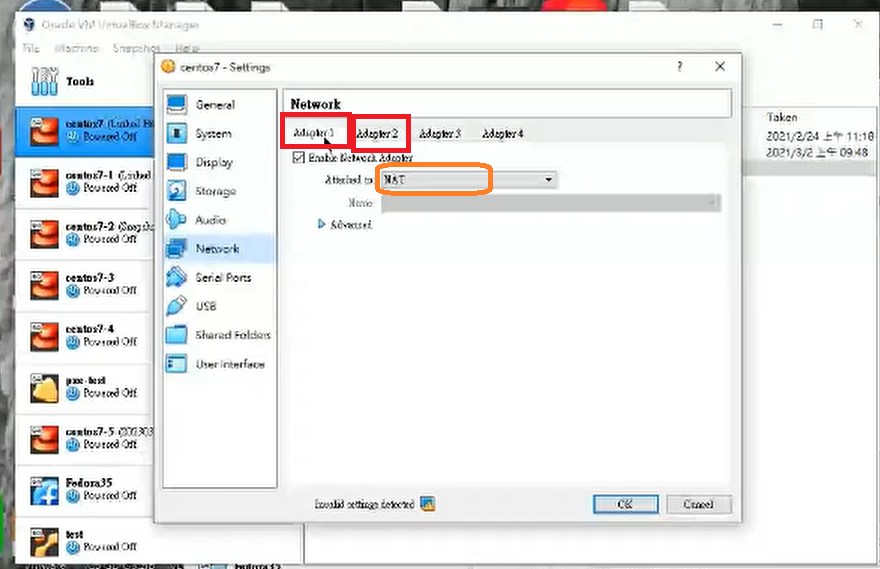 Oracle VM VirtualBox Manager
File Machine Snapshot Help
Tools
centos7 (Linked B
Powered Off
centos7-1 (Linked
Powered Off
centos7-2 (Snapsh
Powered Off
centos7-3
Powered Off
centos7-4
Powered Off
pxe-test
Powered Off
centos7-5
Powered Off
Fedora35
Powered Off
test
Powered Off
Fedora35
centos7 - Settings
General
System
Display
Storage
Audio
Network
Serial Ports
USB
Shared Folders
User Interface
Network
Adapter 1 Adapter 2 Adapter 3 Adapter 4
Enable Network Adapter
Attached to: NAT
Name:
Advanced
Invalid settings detected
OK Cancel
Taken
2021/2/24 上午 11:18
2021/3/2 上午 09:48